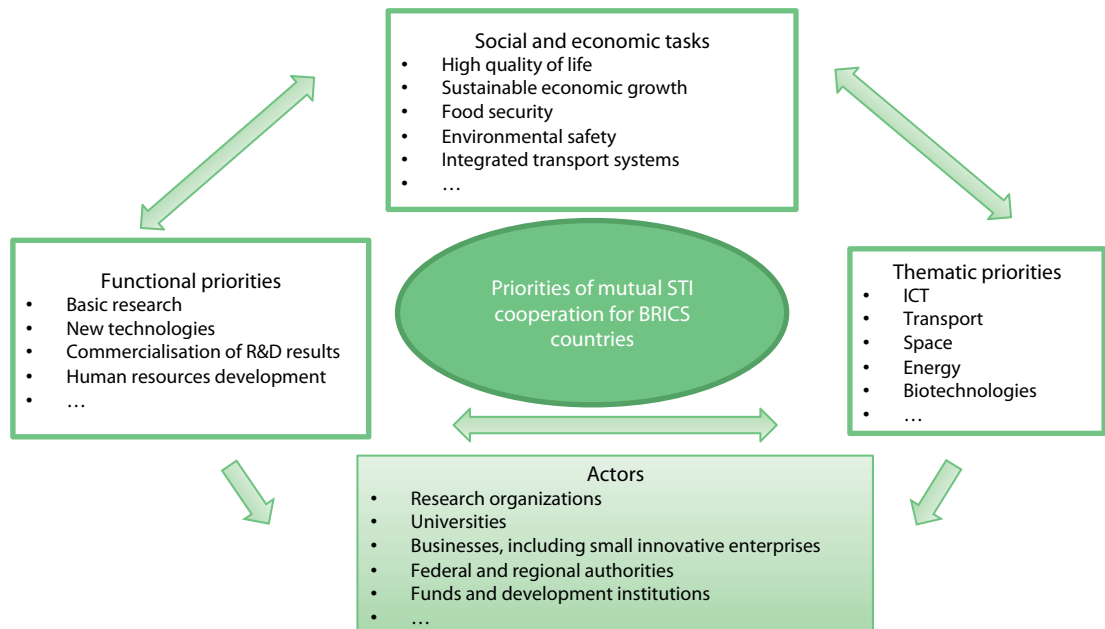 Social and economic tasks
• High quality of life
• Sustainable economic growth
• Food security
• Environmental safety
• Integrated transport systems
• …
Functional priorities
• Basic research
• New technologies
• Commercialisation of R&D results
• Human resources development
• …
Priorities of mutual STI
cooperation for BRICS
countries
Thematic priorities
• ICT
• Transport
• Space
• Energy
• Biotechnologies
• …
Actors
• Research organizations
• Universities
• Businesses, including small innovative enterprises
• Federal and regional authorities
• Funds and development institutions
• …